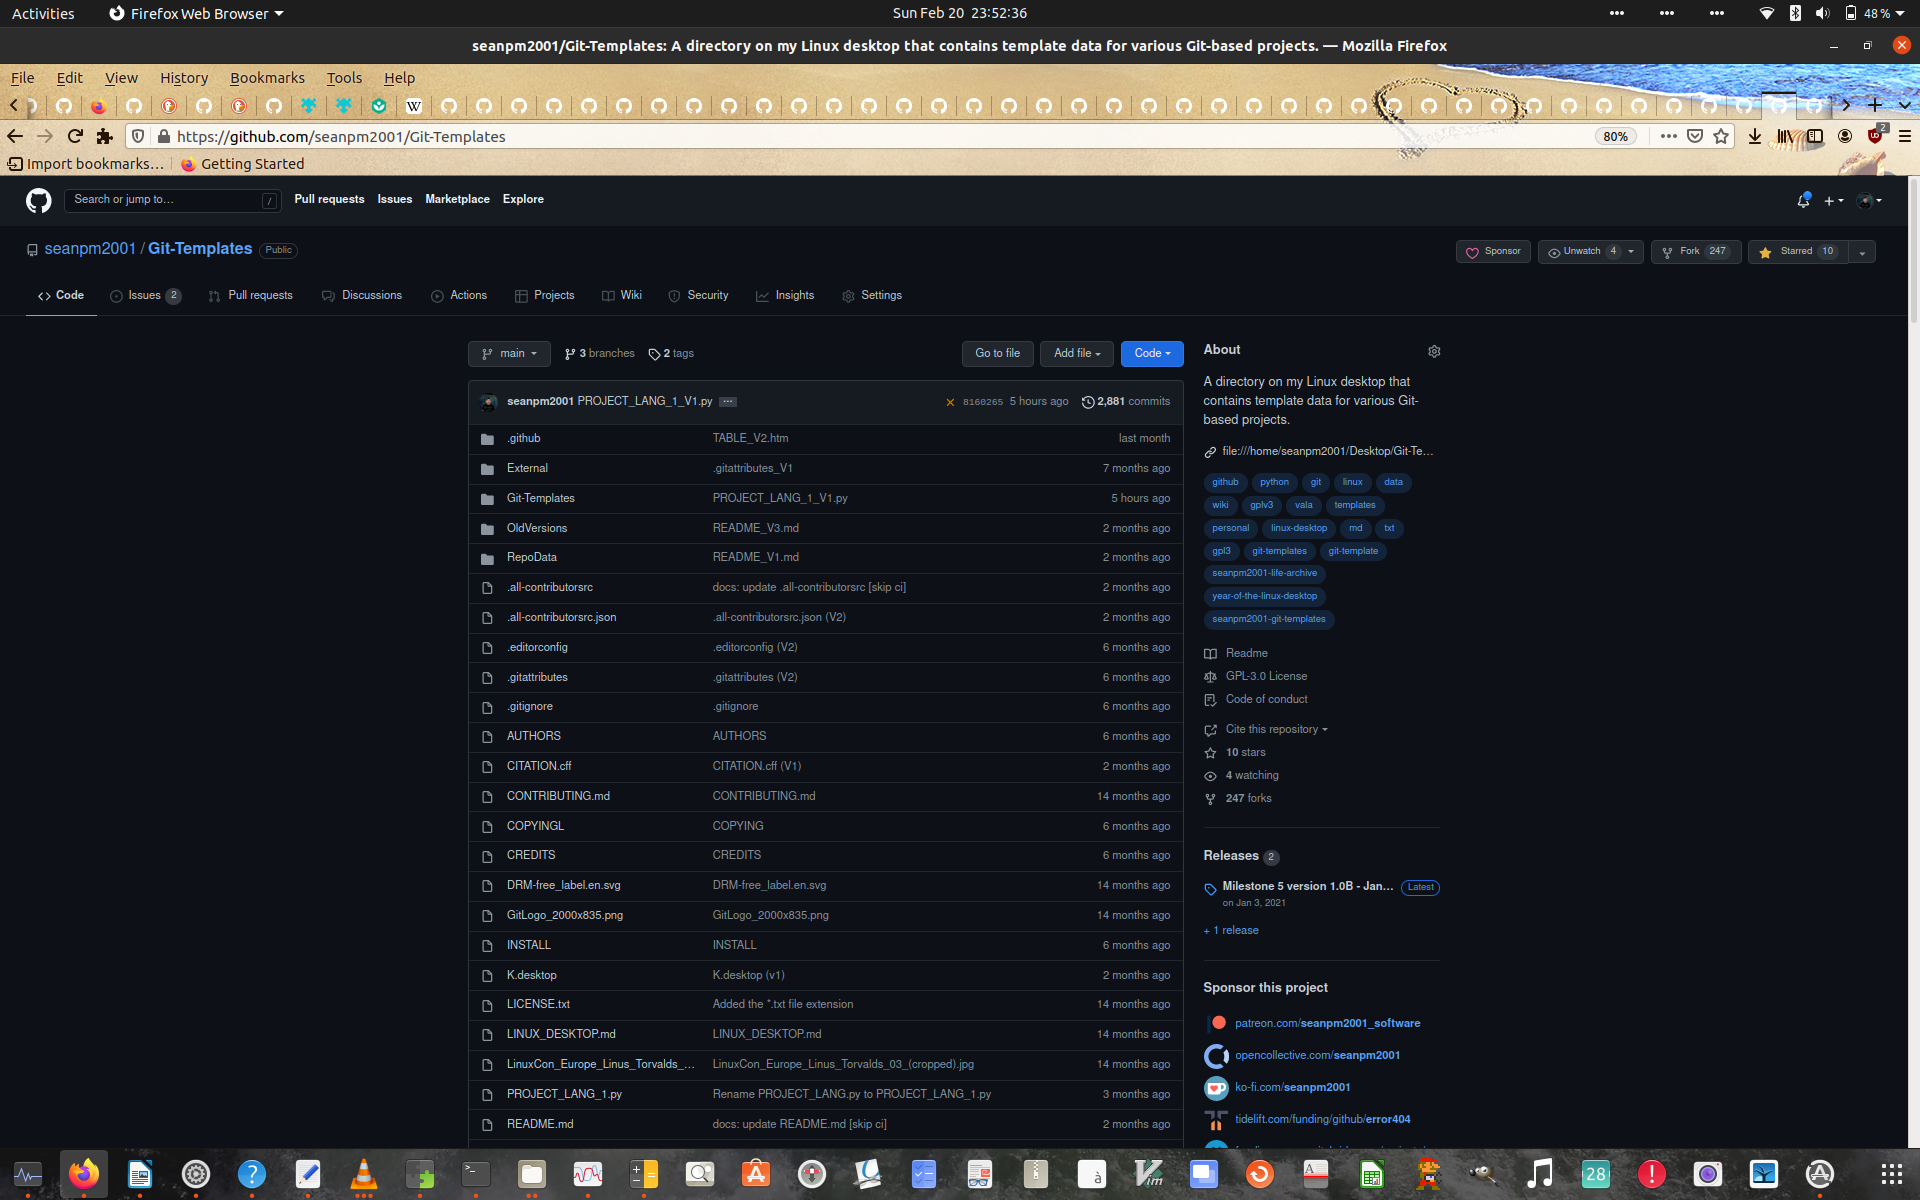 Activities Firefox Web Browser Sun Feb 20 23:52:36 48 %
seanpm2001/Git-Templates: A directory on my Linux desktop that contains template data for various Git-based projects. — Mozilla Firefox
File Edit View History Bookmarks Tools Help
https://github.com/seanpm2001/Git-Templates 80% 2
Import bookmarks… Getting Started
Search or jump to… / Pull requests Issues Marketplace Explore
seanpm2001 / Git-Templates Public Sponsor Unwatch 4 Fork 247 Starred 10
Code Issues 2 Pull requests Discussions Actions Projects Wiki Security Insights Settings
main 3 branches 2 tags Go to file Add file Code
seanpm2001 PROJECT_LANG_1_V1.py ··· 8160265 5 hours ago 2,881 commits
.github TABLE_V2.htm last month
External .gitattributes_V1 7 months ago
Git-Templates PROJECT_LANG_1_V1.py 5 hours ago
OldVersions README_V3.md 2 months ago
RepoData README_V1.md 2 months ago
.all-contributorsrc docs: update .all-contributorsrc [skip ci] 2 months ago
.all-contributorsrc.json .all-contributorsrc.json (V2) 2 months ago
.editorconfig .editorconfig (V2) 6 months ago
.gitattributes .gitattributes (V2) 6 months ago
.gitignore .gitignore 6 months ago
AUTHORS AUTHORS 6 months ago
CITATION.cff CITATION.cff (V1) 2 months ago
CONTRIBUTING.md CONTRIBUTING.md 14 months ago
COPYINGL COPYING 6 months ago
CREDITS CREDITS 6 months ago
DRM-free_label.en.svg DRM-free_label.en.svg 14 months ago
GitLogo_2000x835.png GitLogo_2000x835.png 14 months ago
INSTALL INSTALL 6 months ago
K.desktop K.desktop (v1) 2 months ago
LICENSE.txt Added the *.txt file extension 14 months ago
LINUX_DESKTOP.md LINUX_DESKTOP.md 14 months ago
LinuxCon_Europe_Linus_Torvalds_… LinuxCon_Europe_Linus_Torvalds_03_(cropped).jpg 14 months ago
PROJECT_LANG_1.py Rename PROJECT_LANG.py to PROJECT_LANG_1.py 3 months ago
README.md docs: update README.md [skip ci] 2 months ago
About
A directory on my Linux desktop that
contains template data for various Git-
based projects.
file:///home/seanpm2001/Desktop/Git-Te…
github python git linux data
wiki gplv3 vala templates
personal linux-desktop md txt
gpl3 git-templates git-template
seanpm2001-life-archive
year-of-the-linux-desktop
seanpm2001-git-templates
Readme
GPL-3.0 License
Code of conduct
Cite this repository
10 stars
4 watching
247 forks
Releases 2
Milestone 5 version 1.0B - Jan… Latest
on Jan 3, 2021
+ 1 release
Sponsor this project
patreon.com/seanpm2001_software
opencollective.com/seanpm2001
ko-fi.com/seanpm2001
tidelift.com/funding/github/error404
28